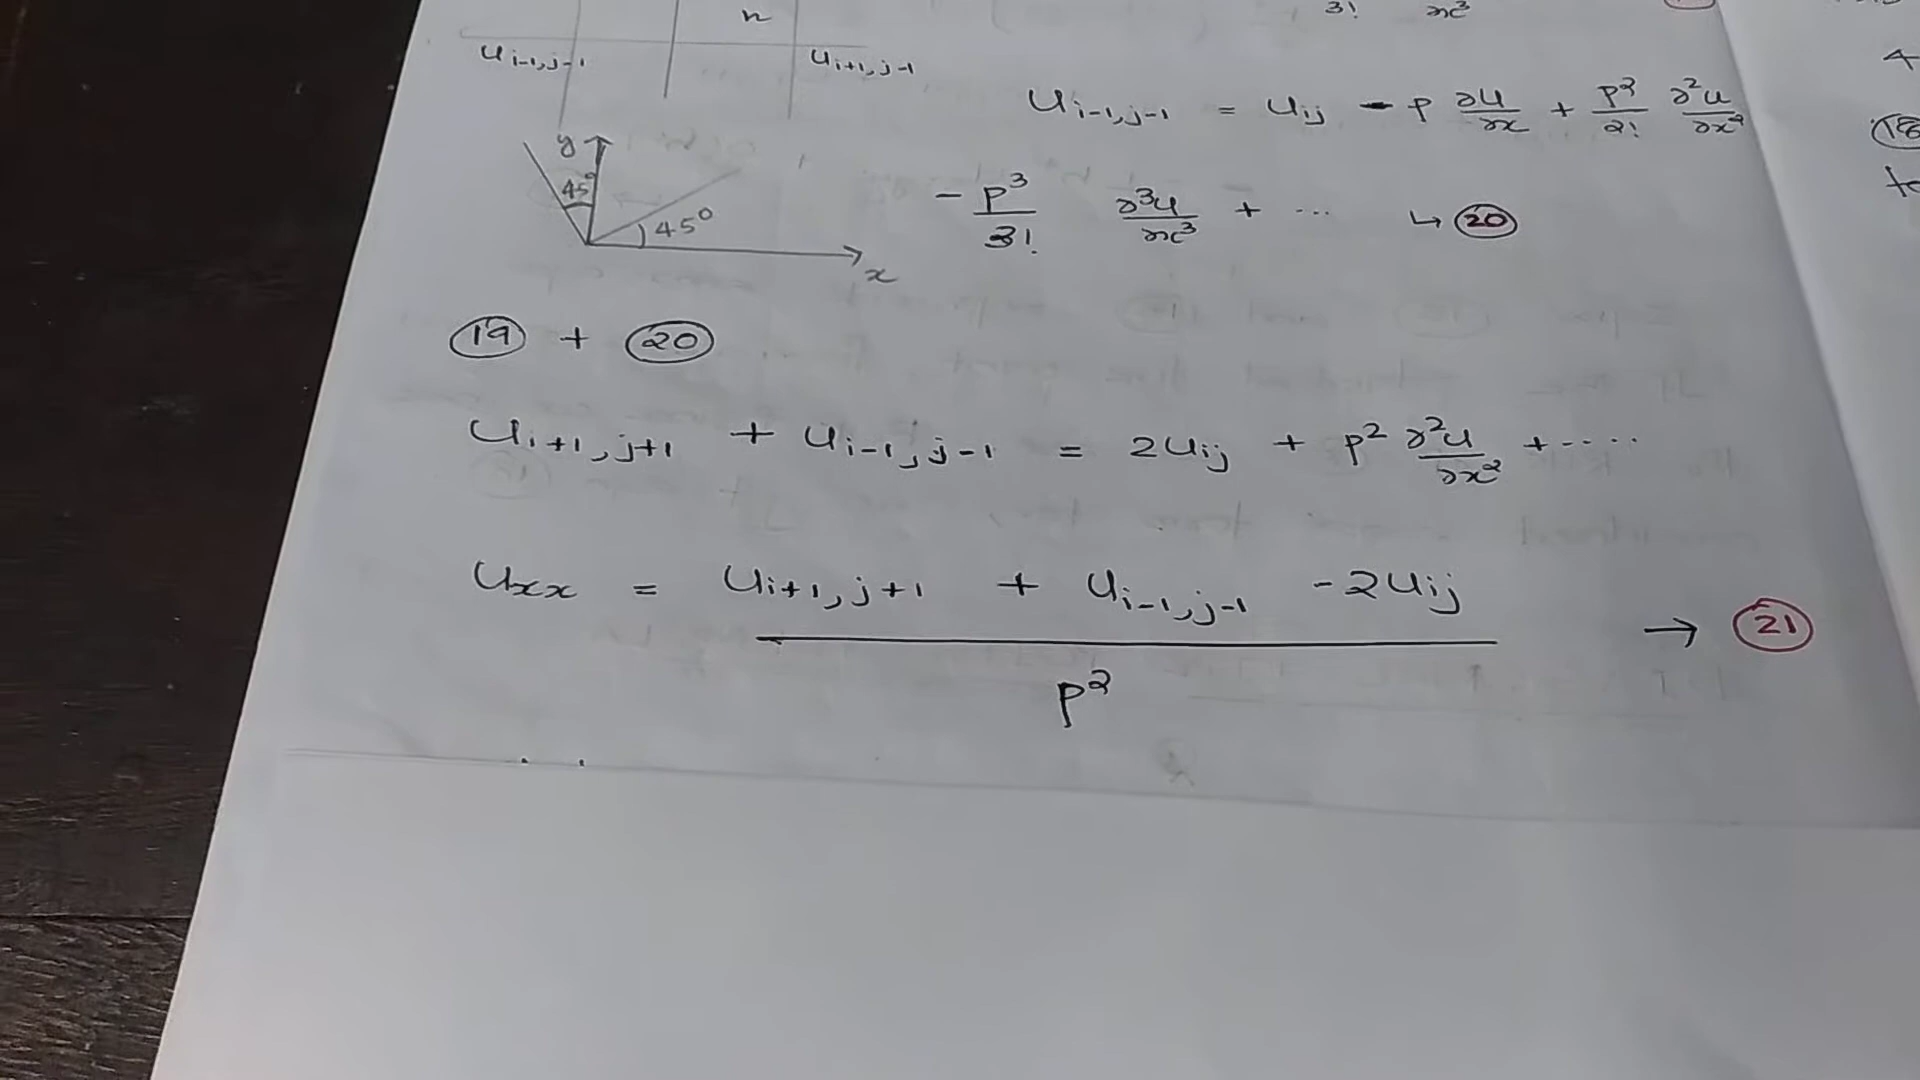 3! ∂x³
n
u i-1,j-1 u i+1,j-1
u i-1,j-1 = u ij - p ∂u/∂x + p²/2! ∂²u/∂x²
y
45° 45°
x
- p³/3! ∂³u/∂x³ + ... ↳ (20)
(19) + (20)
u i+1,j+1 + u i-1,j-1 = 2u ij + p² ∂²u/∂x² + .....
u xx = (u i+1,j+1 + u i-1,j-1 - 2u ij) / p² → (21)